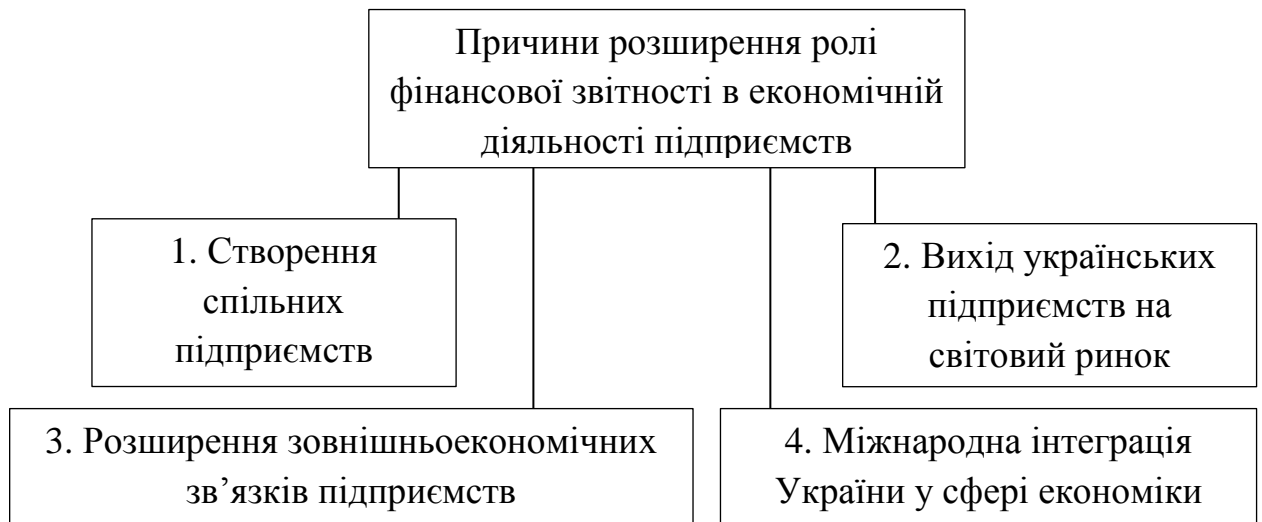 Причини розширення ролі
фінансової звітності в економічній
діяльності підприємств
1. Створення
спільних
підприємств
2. Вихід українських
підприємств на
світовий ринок
3. Розширення зовнішньоекономічних
зв’язків підприємств
4. Міжнародна інтеграція
України у сфері економіки